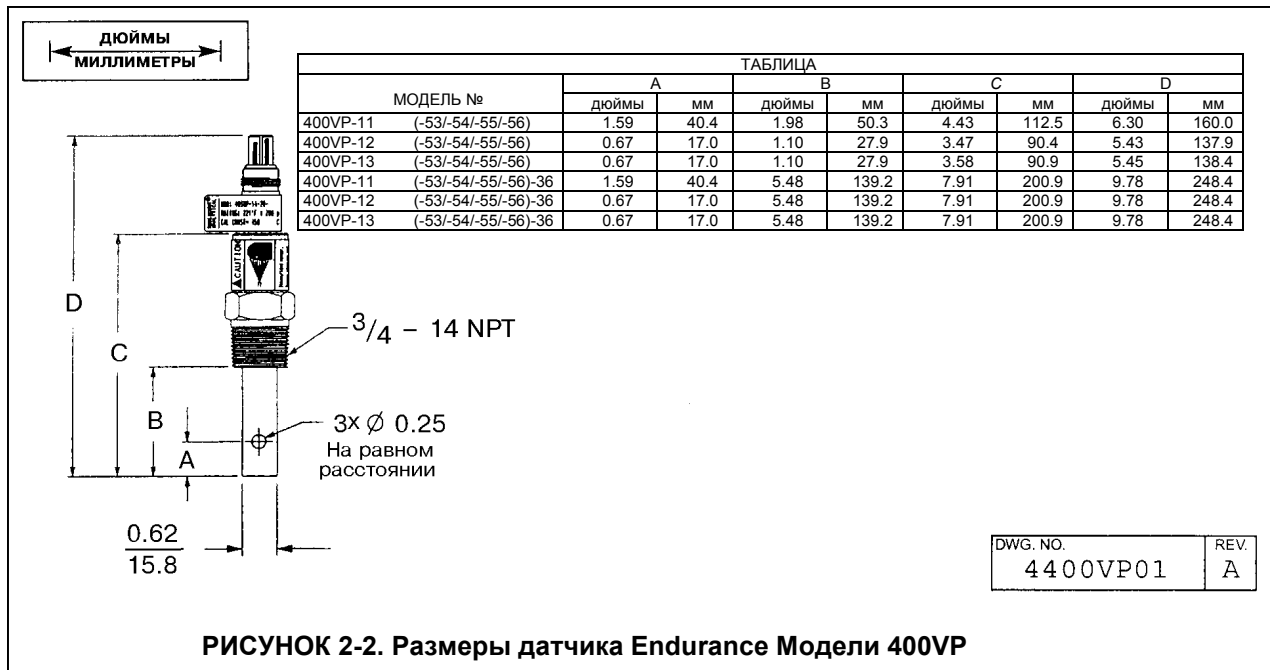 ДЮЙМЫ
МИЛЛИМЕТРЫ
ТАБЛИЦА
МОДЕЛЬ № A B C D
дюймы мм дюймы мм дюймы мм дюймы мм
400VP-11 (-53/-54/-55/-56) 1.59 40.4 1.98 50.3 4.43 112.5 6.30 160.0
400VP-12 (-53/-54/-55/-56) 0.67 17.0 1.10 27.9 3.47 90.4 5.43 137.9
400VP-13 (-53/-54/-55/-56) 0.67 17.0 1.10 27.9 3.58 90.9 5.45 138.4
400VP-11 (-53/-54/-55/-56)-36 1.59 40.4 5.48 139.2 7.91 200.9 9.78 248.4
400VP-12 (-53/-54/-55/-56)-36 0.67 17.0 5.48 139.2 7.91 200.9 9.78 248.4
400VP-13 (-53/-54/-55/-56)-36 0.67 17.0 5.48 139.2 7.91 200.9 9.78 248.4
CAUTION
D
C
B
A
3/4 – 14 NPT
3x Ø 0.25
На равном
расстоянии
0.62
15.8
DWG. NO. REV.
4400VP01 A
РИСУНОК 2-2. Размеры датчика Endurance Модели 400VP